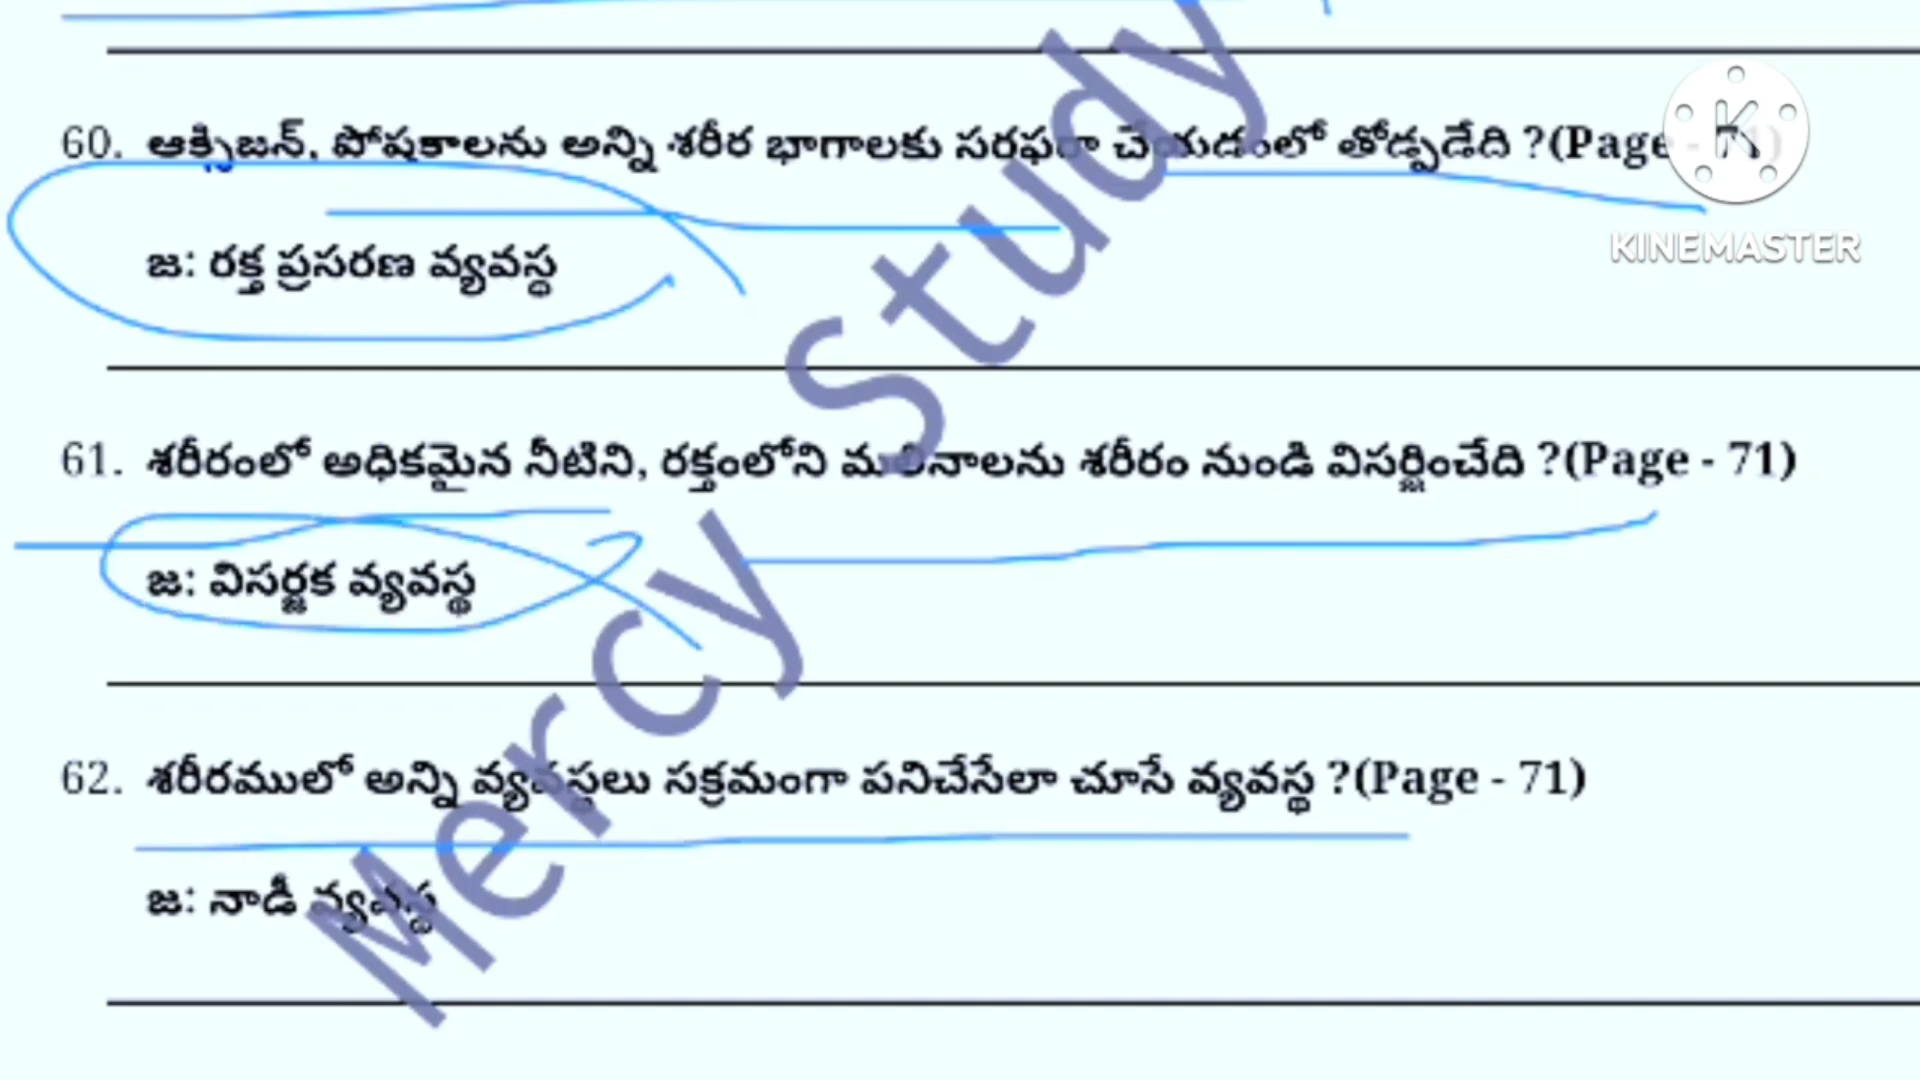 60. ఆక్సిజన్, పోషకాలను అన్ని శరీర భాగాలకు సరఫరా చేయడంలో తోడ్పడేది ?(Page - 71)
KINEMASTER
జ: రక్త ప్రసరణ వ్యవస్థ
61. శరీరంలో అధికమైన నీటిని, రక్తంలోని మలినాలను శరీరం నుండి విసర్జించేది ?(Page - 71)
జ: విసర్జక వ్యవస్థ
62. శరీరములో అన్ని వ్యవస్థలు సక్రమంగా పనిచేసేలా చూసే వ్యవస్థ ?(Page - 71)
జ: నాడీ వ్యవస్థ
Mercy Study